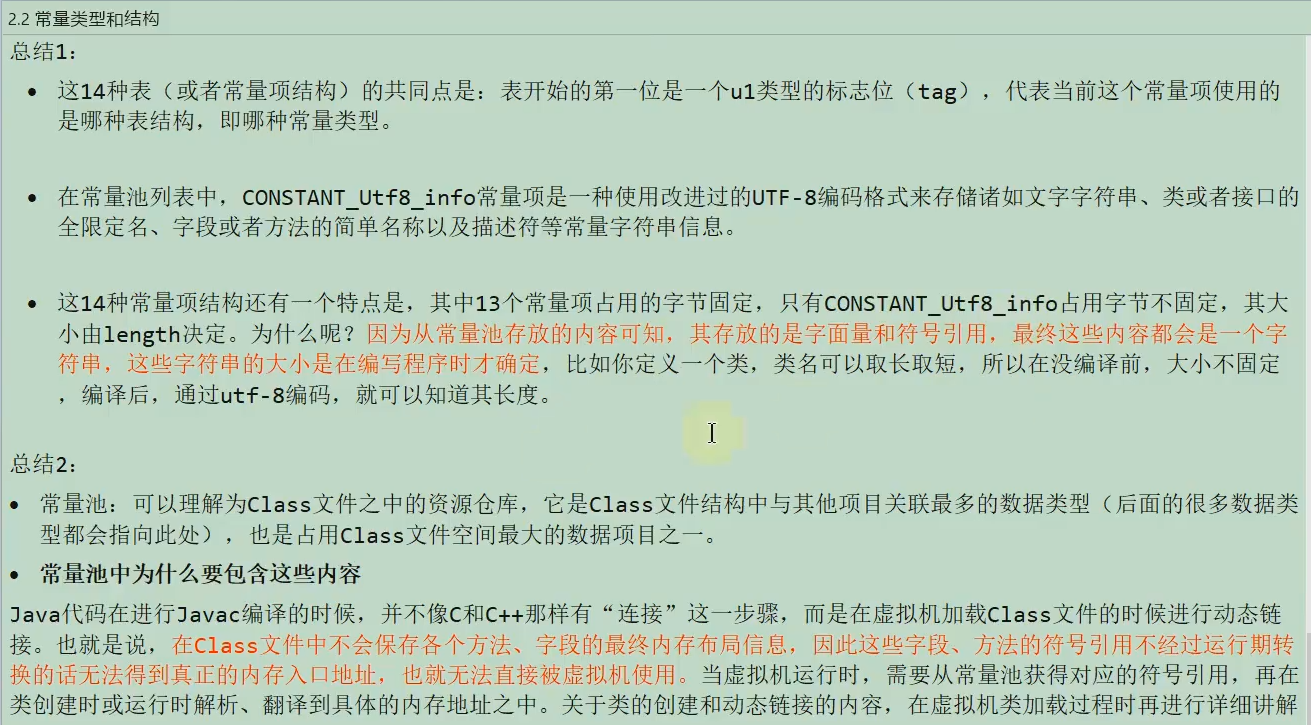 2.2 常量类型和结构
总结1：
• 这14种表（或者常量项结构）的共同点是：表开始的第一位是一个u1类型的标志位（tag），代表当前这个常量项使用的
是哪种表结构，即哪种常量类型。
• 在常量池列表中，CONSTANT_Utf8_info常量项是一种使用改进过的UTF-8编码格式来存储诸如文字字符串、类或者接口的
全限定名、字段或者方法的简单名称以及描述符等常量字符串信息。
• 这14种常量项结构还有一个特点是，其中13个常量项占用的字节固定，只有CONSTANT_Utf8_info占用字节不固定，其大
小由length决定。为什么呢？因为从常量池存放的内容可知，其存放的是字面量和符号引用，最终这些内容都会是一个字
符串，这些字符串的大小是在编写程序时才确定，比如你定义一个类，类名可以取长取短，所以在没编译前，大小不固定
，编译后，通过utf-8编码，就可以知道其长度。
总结2：
• 常量池：可以理解为Class文件之中的资源仓库，它是Class文件结构中与其他项目关联最多的数据类型（后面的很多数据类
型都会指向此处），也是占用Class文件空间最大的数据项目之一。
• 常量池中为什么要包含这些内容
Java代码在进行Javac编译的时候，并不像C和C++那样有“连接”这一步骤，而是在虚拟机加载Class文件的时候进行动态链
接。也就是说，在Class文件中不会保存各个方法、字段的最终内存布局信息，因此这些字段、方法的符号引用不经过运行期转
换的话无法得到真正的内存入口地址，也就无法直接被虚拟机使用。当虚拟机运行时，需要从常量池获得对应的符号引用，再在
类创建时或运行时解析、翻译到具体的内存地址之中。关于类的创建和动态链接的内容，在虚拟机类加载过程时再进行详细讲解